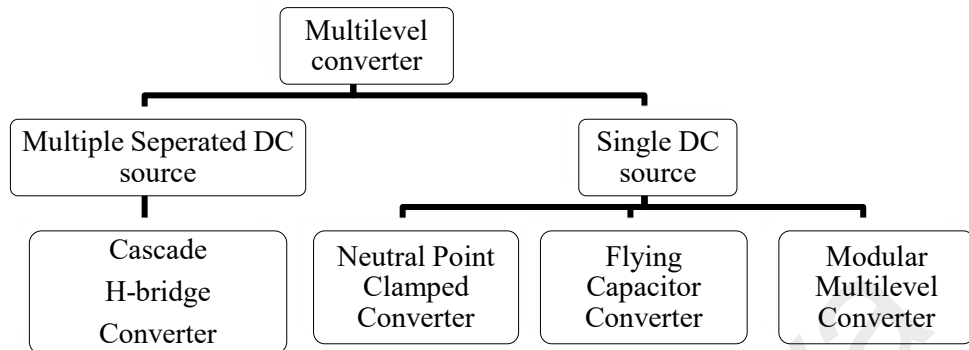 Multilevel
converter
Multiple Seperated DC
source
Single DC
source
Cascade
H-bridge
Converter
Neutral Point
Clamped
Converter
Flying
Capacitor
Converter
Modular
Multilevel
Converter